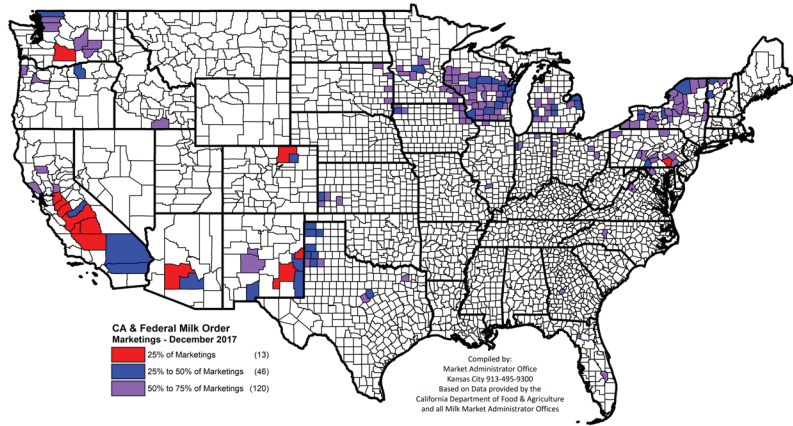 CA & Federal Milk Order
Marketings - December 2017
25% of Marketings (13)
25% to 50% of Marketings (46)
50% to 75% of Marketings (120)
Compiled by:
Market Administrator Office
Kansas City 913-495-9300
Based on Data provided by the
California Department of Food & Agriculture
and all Milk Market Administrator Offices